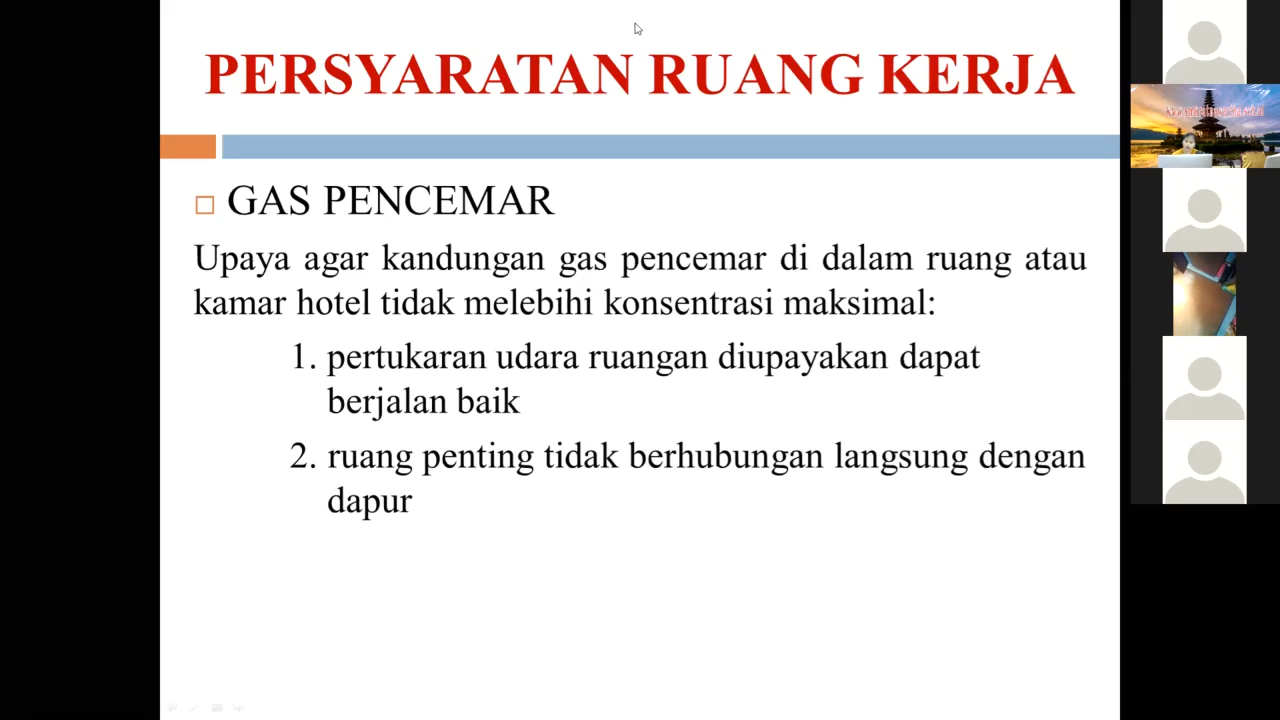 PERSYARATAN RUANG KERJA
GAS PENCEMAR
Upaya agar kandungan gas pencemar di dalam ruang atau
kamar hotel tidak melebihi konsentrasi maksimal:
1. pertukaran udara ruangan diupayakan dapat
berjalan baik
2. ruang penting tidak berhubungan langsung dengan
dapur